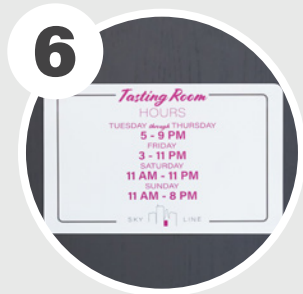 6
Tasting Room
HOURS
TUESDAY through THURSDAY
5 - 9 PM
FRIDAY
3 - 11 PM
SATURDAY
11 AM - 11 PM
SUNDAY
11 AM - 8 PM
SKY LINE